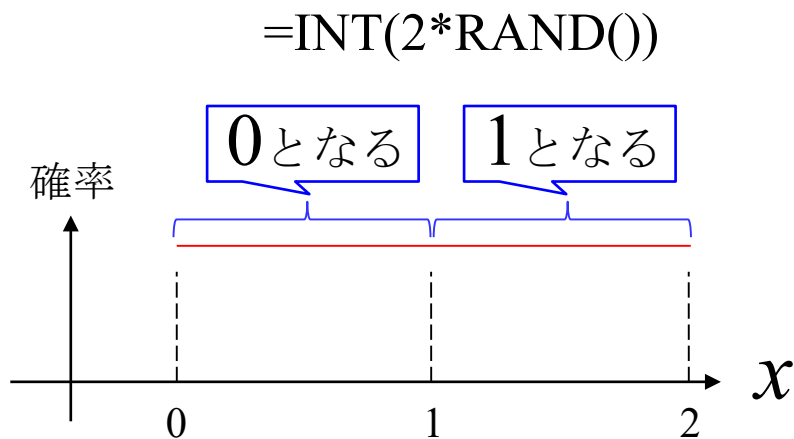 =INT(2*RAND())
0となる
1となる
確率
x
0
1
2